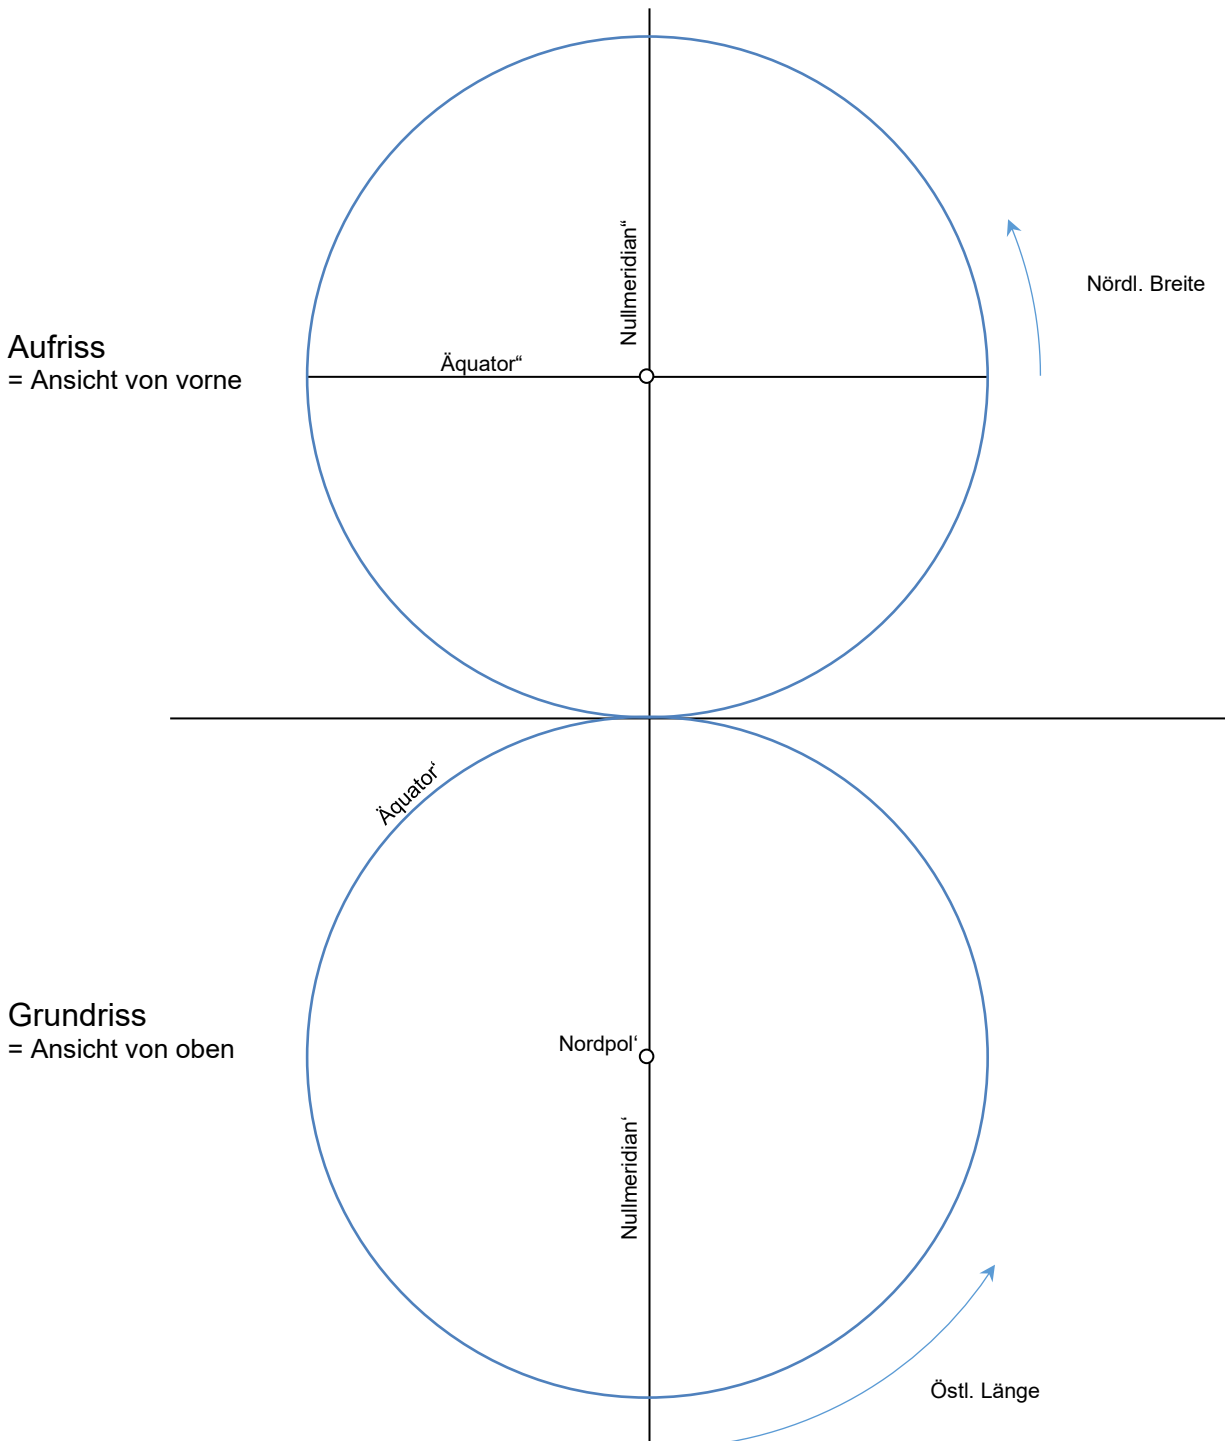 Nullmeridian“
Nördl. Breite
Aufriss
= Ansicht von vorne
Äquator“
Äquator‘
Grundriss
= Ansicht von oben
Nordpol‘
Nullmeridian‘
Östl. Länge